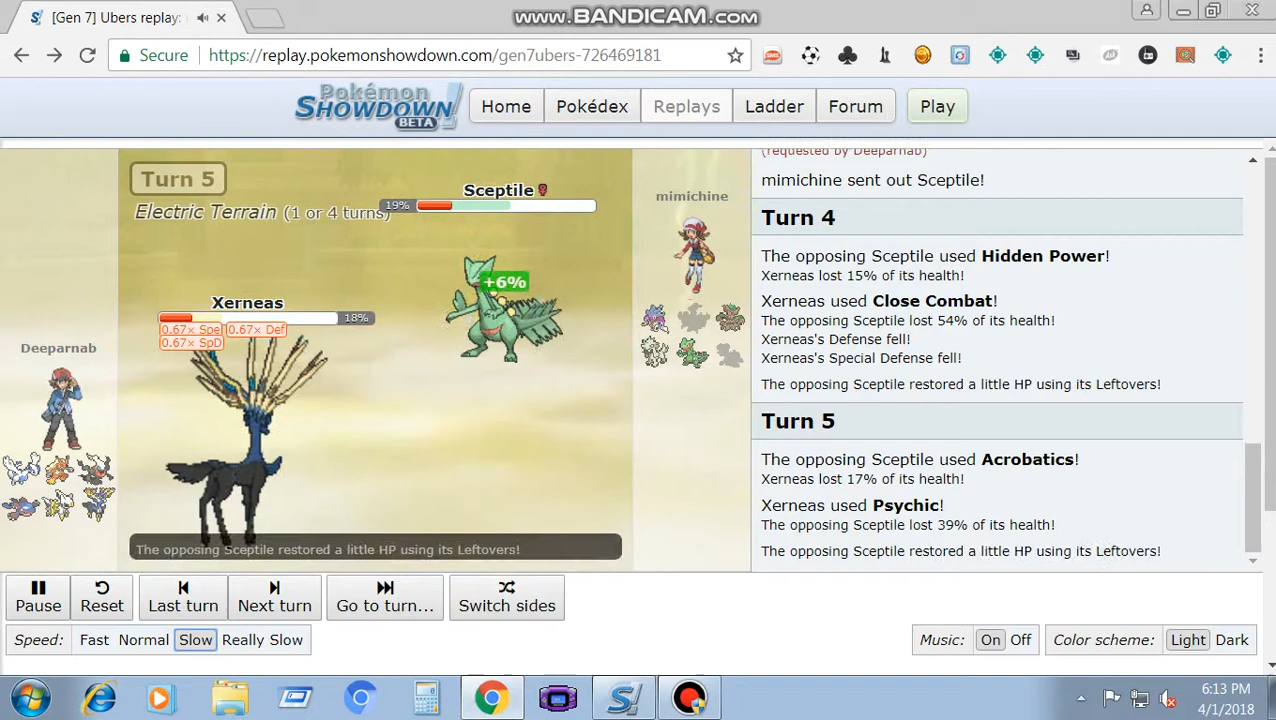 www.BANDICAM.com
[Gen 7] Ubers replay:
Secure
https://replay.pokemonshowdown.com/gen7ubers-726469181
Pokémon
SHOWDOWN!
BETA
Home
Pokédex
Replays
Ladder
Forum
Play
Turn 5
Electric Terrain (1 or 4 turns)
Sceptile
19%
+6%
Xerneas
18%
0.67× Spe
0.67× Def
0.67× SpD
Deeparnab
mimichine
The opposing Sceptile restored a little HP using its Leftovers!
(requested by Deeparnab)
mimichine sent out Sceptile!
Turn 4
The opposing Sceptile used Hidden Power!
Xerneas lost 15% of its health!
Xerneas used Close Combat!
The opposing Sceptile lost 54% of its health!
Xerneas's Defense fell!
Xerneas's Special Defense fell!
The opposing Sceptile restored a little HP using its Leftovers!
Turn 5
The opposing Sceptile used Acrobatics!
Xerneas lost 17% of its health!
Xerneas used Psychic!
The opposing Sceptile lost 39% of its health!
The opposing Sceptile restored a little HP using its Leftovers!
Pause
Reset
Last turn
Next turn
Go to turn...
Switch sides
Speed: Fast Normal Slow Really Slow
Music: On Off
Color scheme: Light Dark
6:13 PM
4/1/2018